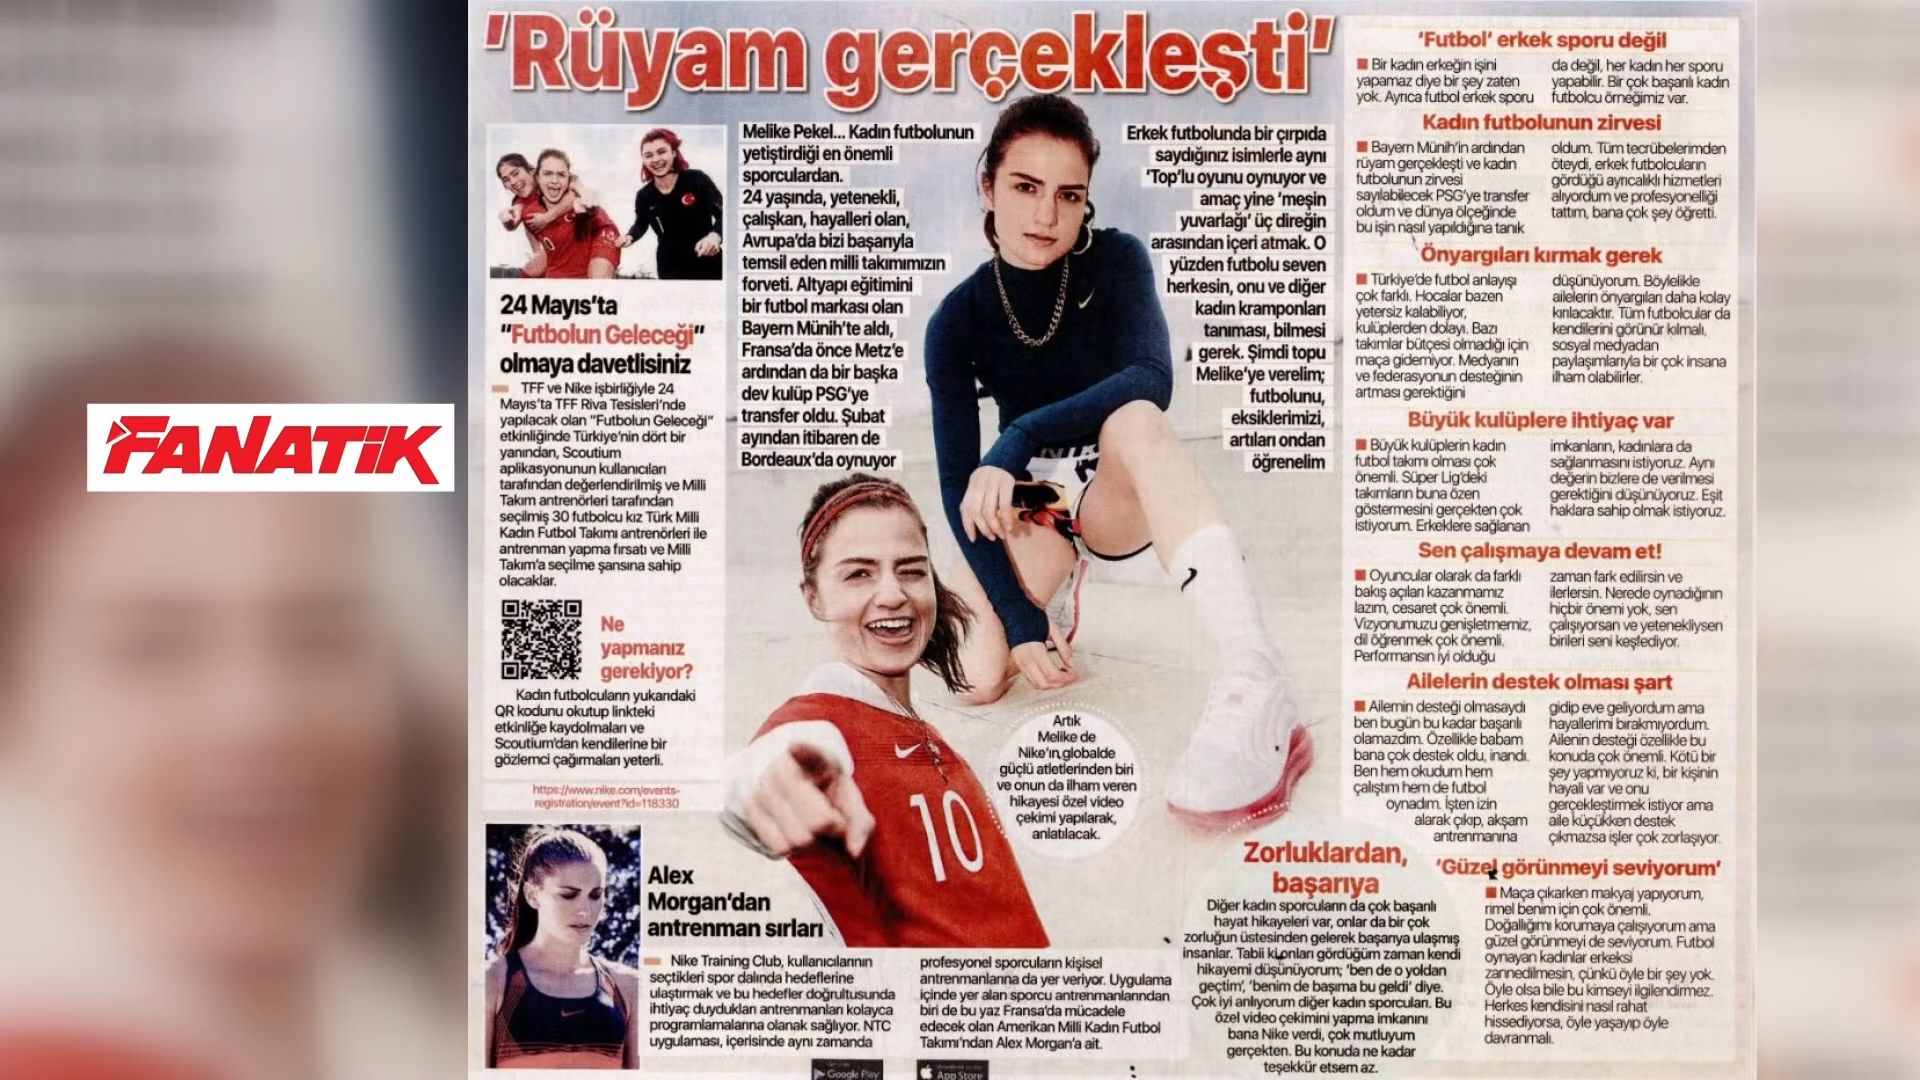 FANATiK
'Rüyam gerçekleşti'
24 Mayıs'ta
"Futbolun Geleceği"
olmaya davetlisiniz
TFF ve Nike işbirliğiyle 24
Mayıs'ta TFF Riva Tesisleri'nde
yapılacak olan "Futbolun Geleceği"
etkinliğinde Türkiye'nin dört bir
yanından, Scoutium
aplikasyonunun kullanıcıları
tarafından değerlendirilmiş ve Milli
Takım antrenörleri tarafından
seçilmiş 30 futbolcu kız Türk Milli
Kadın Futbol Takımı antrenörleri ile
antrenman yapma fırsatı ve Milli
Takım'a seçilme şansına sahip
olacaklar.
Ne
yapmanız
gerekiyor?
Kadın futbolcuların yukarıdaki
QR kodunu okutup linkteki
etkinliğe kaydolmaları ve
Scoutium'dan kendilerine bir
gözlemci çağırmaları yeterli.
https://www.nike.com/events-
registration/event?id=118330
Melike Pekel... Kadın futbolunun
yetiştirdiği en önemli
sporculardan.
24 yaşında, yetenekli,
çalışkan, hayalleri olan,
Avrupa'da bizi başarıyla
temsil eden milli takımımızın
forveti. Altyapı eğitimini
bir futbol markası olan
Bayern Münih'te aldı,
Fransa'da önce Metz'e
ardından da bir başka
dev kulüp PSG'ye
transfer oldu. Şubat
ayından itibaren de
Bordeaux'da oynuyor
Erkek futbolunda bir çırpıda
saydığınız isimlerle aynı
'Top'lu oyunu oynuyor ve
amaç yine 'meşin
yuvarlağı' üç direğin
arasından içeri atmak. O
yüzden futbolu seven
herkesin, onu ve diğer
kadın kramponları
tanıması, bilmesi
gerek. Şimdi topu
Melike'ye verelim;
futbolunu,
eksiklerimizi,
artıları ondan
öğrenelim
10
Artık
Melike de
Nike'ın globalde
güçlü atletlerinden biri
ve onun da ilham veren
hikayesi özel video
çekimi yapılarak,
anlatılacak.
Alex
Morgan'dan
antrenman sırları
Nike Training Club, kullanıcılarının
seçtikleri spor dalında hedeflerine
ulaştırmak ve bu hedefler doğrultusunda
ihtiyaç duydukları antrenmanları kolayca
programlamalarına olanak sağlıyor. NTC
uygulaması, içerisinde aynı zamanda
profesyonel sporcuların kişisel
antrenmanlarına da yer veriyor. Uygulama
içinde yer alan sporcu antrenmanlarından
biri de bu yaz Fransa'da mücadele
edecek olan Amerikan Milli Kadın Futbol
Takımı'ndan Alex Morgan'a ait.
Google Play
App Store
Zorluklardan,
başarıya
Diğer kadın sporcuların da çok başarılı
hayat hikayeleri var, onlar da bir çok
zorluğun üstesinden gelerek başarıya ulaşmış
insanlar. Tabii ki onları gördüğüm zaman kendi
hikayemi düşünüyorum; 'ben de o yoldan
geçtim', 'benim de başıma bu geldi' diye.
Çok iyi anlıyorum diğer kadın sporcuları. Bu
özel video çekimini yapma imkanını
bana Nike verdi, çok mutluyum
gerçekten. Bu konuda ne kadar
teşekkür etsem az.
'Futbol' erkek sporu değil
Bir kadın erkeğin işini
yapamaz diye bir şey zaten
yok. Ayrıca futbol erkek sporu
da değil, her kadın her sporu
yapabilir. Bir çok başarılı kadın
futbolcu örneğimiz var.
Kadın futbolunun zirvesi
Bayern Münih'in ardından
rüyam gerçekleşti ve kadın
futbolunun zirvesi
sayılabilecek PSG'ye transfer
oldum ve dünya ölçeğinde
bu işin nasıl yapıldığına tanık
oldum. Tüm tecrübelerimden
öteydi, erkek futbolcuların
gördüğü ayrıcalıklı hizmetleri
alıyordum ve profesyonelliği
tattım, bana çok şey öğretti.
Önyargıları kırmak gerek
Türkiye'de futbol anlayışı
çok farklı. Hocalar bazen
yetersiz kalabiliyor,
kulüplerden dolayı. Bazı
takımlar bütçesi olmadığı için
maça gidemiyor. Medyanın
ve federasyonun desteğinin
artması gerektiğini
düşünüyorum. Böylelikle
ailelerin önyargıları daha kolay
kırılacaktır. Tüm futbolcular da
kendilerini görünür kılmalı,
sosyal medyadan
paylaşımlarıyla bir çok insana
ilham olabilirler.
Büyük kulüplere ihtiyaç var
Büyük kulüplerin kadın
futbol takımı olması çok
önemli. Süper Lig'deki
takımların buna özen
göstermesini gerçekten çok
istiyorum. Erkeklere sağlanan
imkanların, kadınlara da
sağlanmasını istiyoruz. Aynı
değerin bizlere de verilmesi
gerektiğini düşünüyoruz. Eşit
haklara sahip olmak istiyoruz.
Sen çalışmaya devam et!
Oyuncular olarak da farklı
bakış açıları kazanmamız
lazım, cesaret çok önemli.
Vizyonumuzu genişletmemiz,
dil öğrenmek çok önemli.
Performansın iyi olduğu
zaman fark edilirsin ve
ilerlersin. Nerede oynadığının
hiçbir önemi yok, sen
çalışıyorsan ve yetenekliysen
birileri seni keşfediyor.
Ailelerin destek olması şart
Ailemin desteği olmasaydı
ben bugün bu kadar başarılı
olamazdım. Özellikle babam
bana çok destek oldu, inandı.
Ben hem okudum hem
çalıştım hem de futbol
oynadım. İşten izin
alarak çıkıp, akşam
antrenmanına
gidip eve geliyordum ama
hayallerimi bırakmıyordum.
Ailenin desteği özellikle bu
konuda çok önemli. Kötü bir
şey yapmıyoruz ki, bir kişinin
hayali var ve onu
gerçekleştirmek istiyor ama
aile küçükken destek
çıkmazsa işler çok zorlaşıyor.
'Güzel görünmeyi seviyorum'
Maça çıkarken makyaj yapıyorum,
rimel benim için çok önemli.
Doğallığımı korumaya çalışıyorum ama
güzel görünmeyi de seviyorum. Futbol
oynayan kadınlar erkeksi
zannedilmesin, çünkü öyle bir şey yok.
Öyle olsa bile bu kimseyi ilgilendirmez.
Herkes kendisini nasıl rahat
hissediyorsa, öyle yaşayıp öyle
davranmalı.